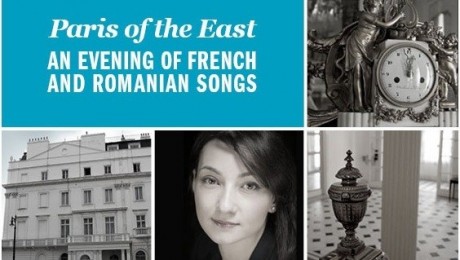 Paris of the East
AN EVENING OF FRENCH
AND ROMANIAN SONGS